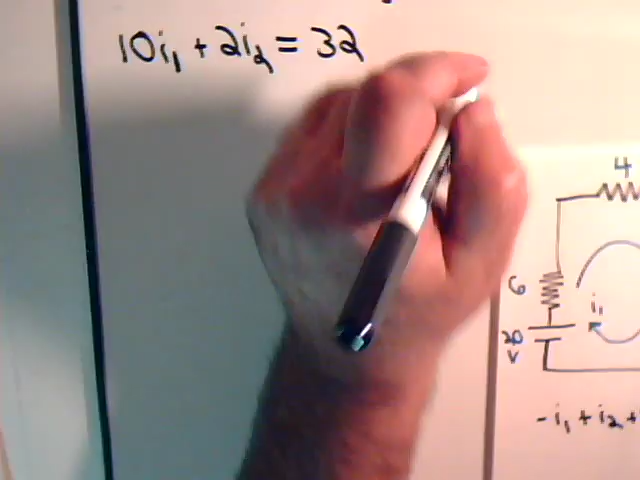 10i₁ + 2i₂ = 32
4
6
i₁
20
V
-i₁ + i₂ +